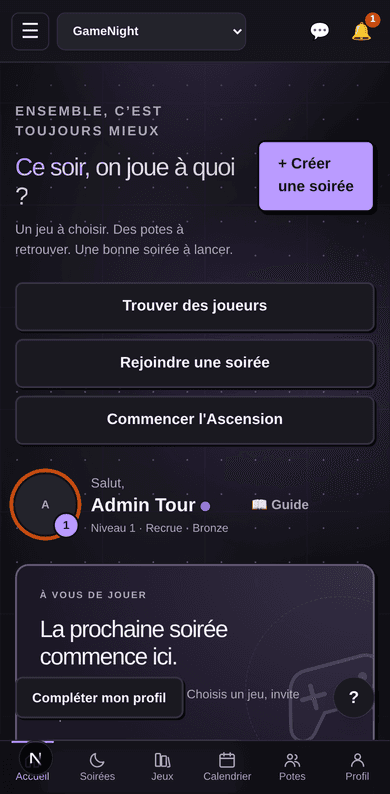 GameNight
1
ENSEMBLE, C'EST
TOUJOURS MIEUX
Ce soir, on joue à quoi
?
+ Créer
une soirée
Un jeu à choisir. Des potes à
retrouver. Une bonne soirée à lancer.
Trouver des joueurs
Rejoindre une soirée
Commencer l'Ascension
A
1
Salut,
Admin Tour
Niveau 1 · Recrue · Bronze
Guide
À VOUS DE JOUER
La prochaine soirée
commence ici.
Compléter mon profil
Choisis un jeu, invite
?
N
Accueil
Soirées
Jeux
Calendrier
Potes
Profil